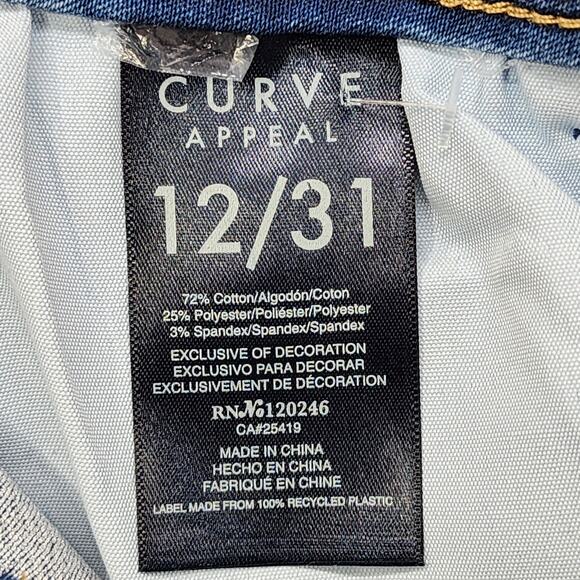 CURVE
APPEAL
12/31
72% Cotton/Algodón/Coton
25% Polyester/Poliéster/Polyester
3% Spandex/Spandex/Spandex
EXCLUSIVE OF DECORATION
EXCLUSIVO PARA DECORAR
EXCLUSIVEMENT DE DÉCORATION
RN№120246
CA#25419
MADE IN CHINA
HECHO EN CHINA
FABRIQUÉ EN CHINE
LABEL MADE FROM 100% RECYCLED PLASTIC